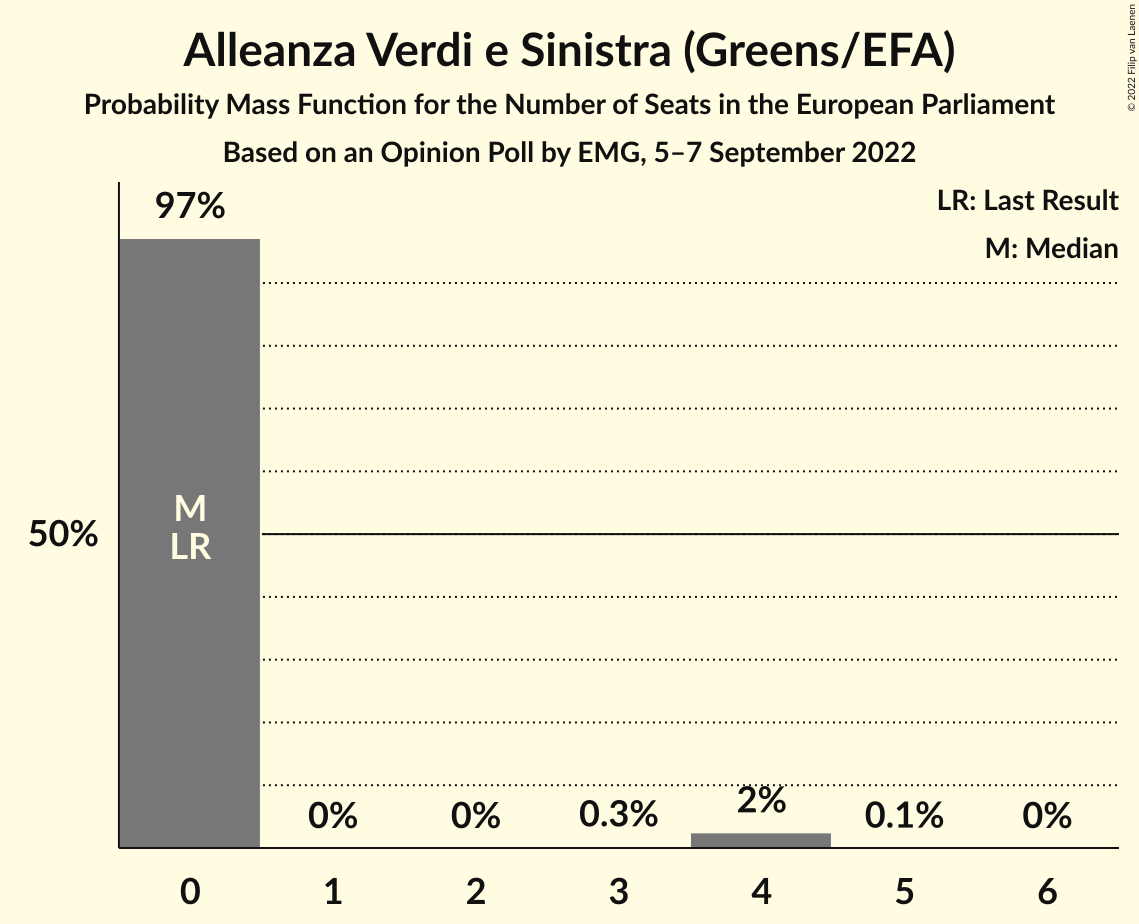 Alleanza Verdi e Sinistra (Greens/EFA)
Probability Mass Function for the Number of Seats in the European Parliament
Based on an Opinion Poll by EMG, 5–7 September 2022
© 2022 Filip van Laenen
LR: Last Result
M: Median
97%
50%
M
LR
0% 0% 0.3% 2% 0.1% 0%
0 1 2 3 4 5 6